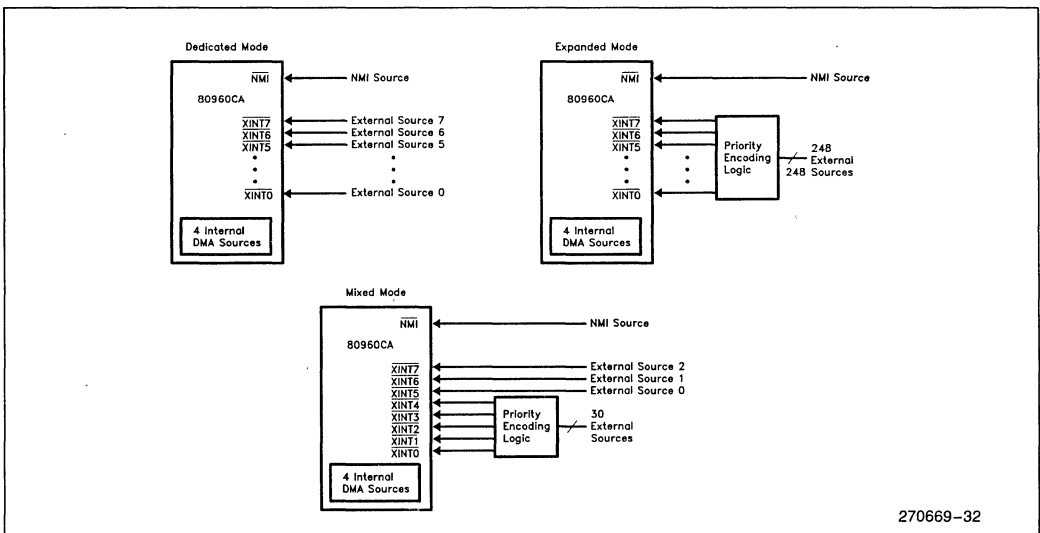 Dedicated Mode
NMI
NMI Source
80960CA
XINT7
External Source 7
XINT6
External Source 6
XINT5
External Source 5
XINT0
External Source 0
4 Internal
DMA Sources
Expanded Mode
NMI
NMI Source
80960CA
XINT7
XINT6
XINT5
XINT0
Priority
Encoding
Logic
248
External
248 Sources
4 Internal
DMA Sources
Mixed Mode
NMI
NMI Source
80960CA
XINT7
External Source 2
XINT6
External Source 1
XINT5
External Source 0
XINT4
XINT3
XINT2
XINT1
XINT0
Priority
Encoding
Logic
30
External
Sources
4 Internal
DMA Sources
270669-32